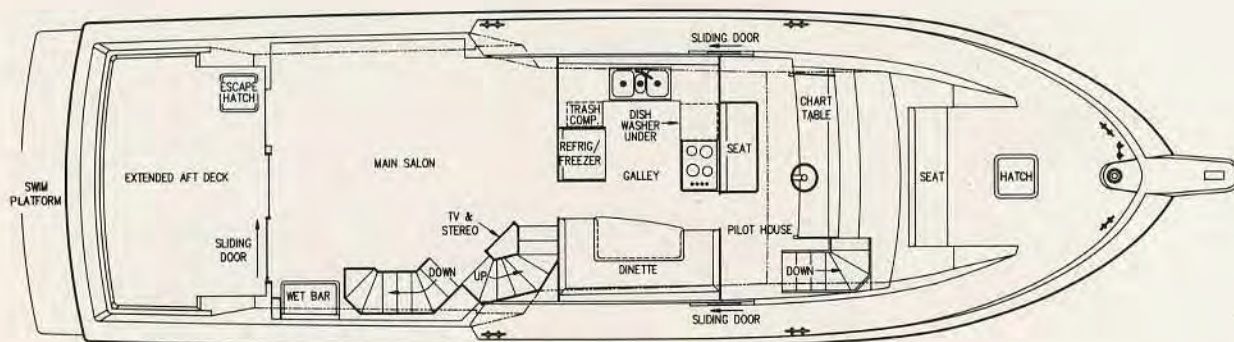 SLIDING DOOR
ESCAPE
HATCH
TRASH
COMP.
DISH
WASHER
UNDER
CHART
TABLE
REFRIG/
FREEZER
SEAT
MAIN SALON
GALLEY
EXTENDED AFT DECK
SEAT
HATCH
SWIM
PLATFORM
TV &
STEREO
PILOT HOUSE
SLIDING
DOOR
DOWN
UP
DINETTE
DOWN
WET BAR
SLIDING DOOR